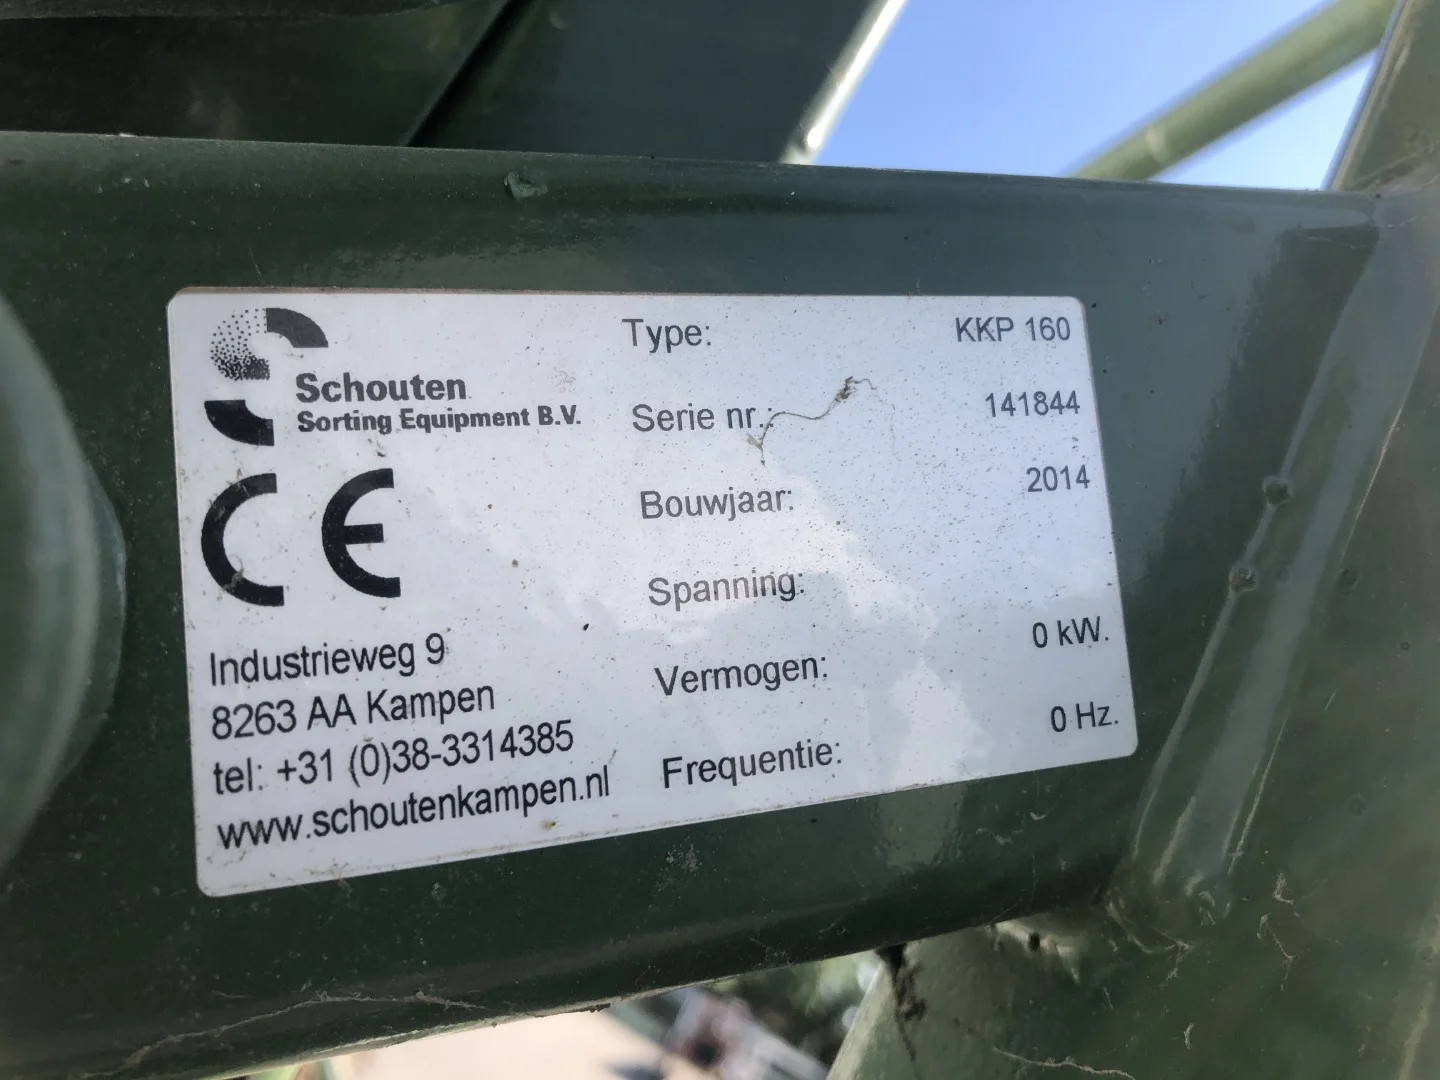 Schouten
Sorting Equipment B.V.
CE
Industrieweg 9
8263 AA Kampen
tel: +31 (0)38-3314385
www.schoutenkampen.nl
Type: KKP 160
Serie nr.: 141844
Bouwjaar: 2014
Spanning:
Vermogen: 0 kW.
Frequentie: 0 Hz.